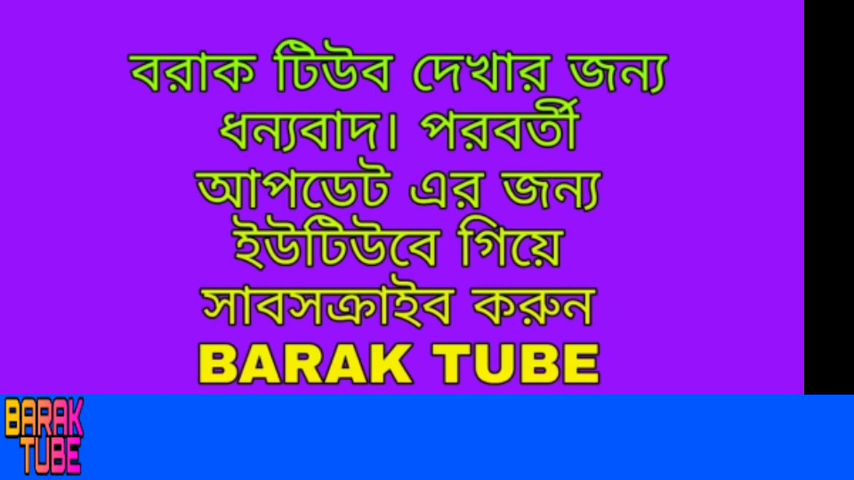 বরাক টিউব দেখার জন্য
ধন্যবাদ। পরবর্তী
আপডেট এর জন্য
ইউটিউবে গিয়ে
সাবসক্রাইব করুন
BARAK TUBE
BARAK
TUBE